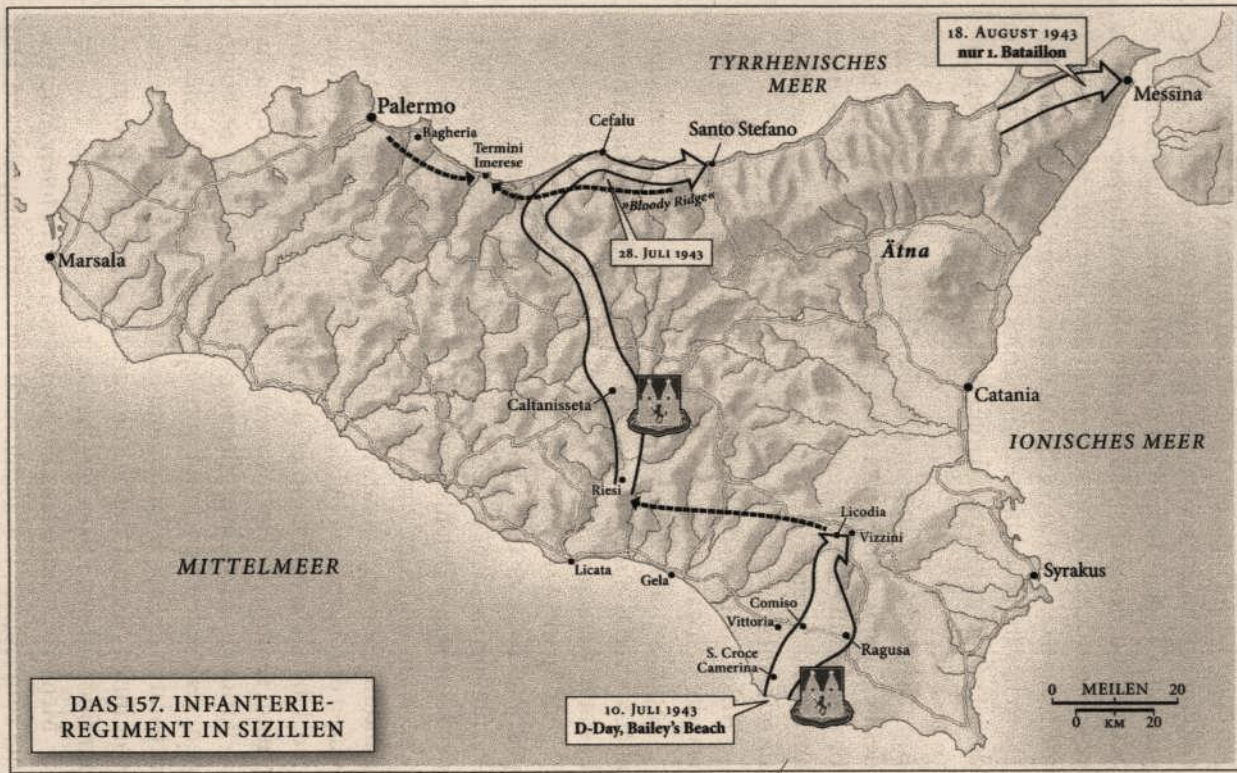 18. AUGUST 1943
nur 1. Bataillon
TYRRHENISCHES
MEER
Messina
Palermo
Bagheria
Cefalu
Santo Stefano
Termini
Imerese
»Bloody Ridge«
28. JULI 1943
Ätna
Marsala
Caltanisseta
Catania
IONISCHES MEER
Riesi
Licodia
Vizzini
MITTELMEER
Licata
Gela
Syrakus
Comiso
Vittoria
Ragusa
S. Croce
Camerina
10. JULI 1943
D-Day, Bailey's Beach
DAS 157. INFANTERIE-
REGIMENT IN SIZILIEN
0 MEILEN 20
0 KM 20